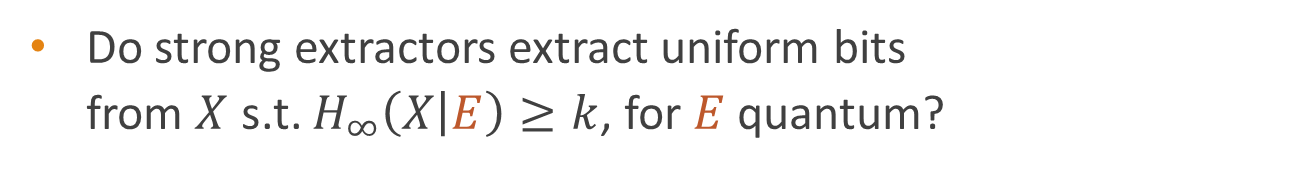 • Do strong extractors extract uniform bits
from 𝑋 s.t. 𝐻∞(𝑋|𝐸) ≥ 𝑘, for 𝐸 quantum?